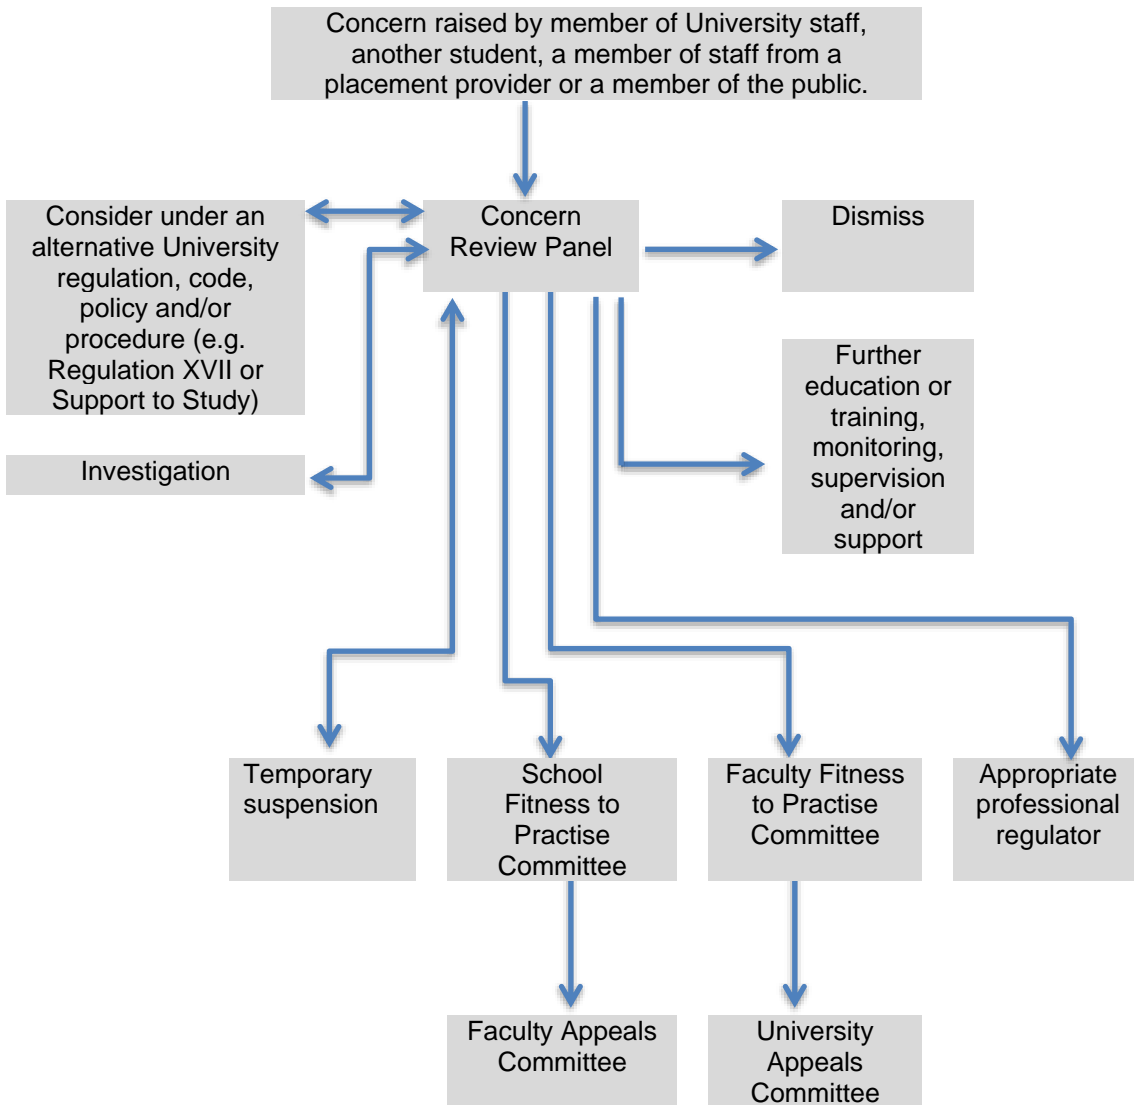 Concern raised by member of University staff,
another student, a member of staff from a
placement provider or a member of the public.
Consider under an
alternative University
regulation, code,
policy and/or
procedure (e.g.
Regulation XVII or
Support to Study)
Concern
Review Panel
Dismiss
Further
education or
training,
monitoring,
supervision
and/or
support
Investigation
Temporary
suspension
School
Fitness to
Practise
Committee
Faculty Fitness
to Practise
Committee
Appropriate
professional
regulator
Faculty Appeals
Committee
University
Appeals
Committee